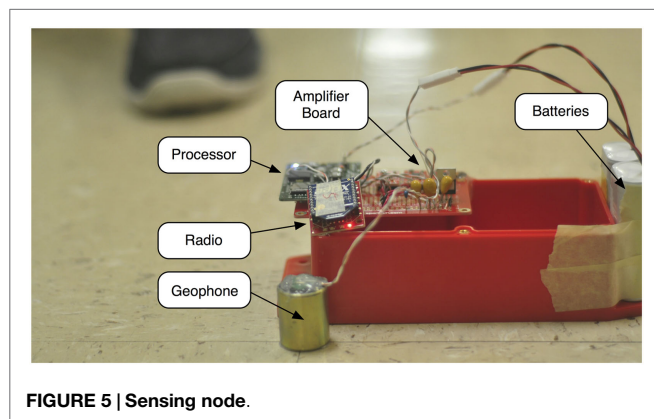 Amplifier
Board
Batteries
Processor
Radio
Geophone
FIGURE 5 | Sensing node.